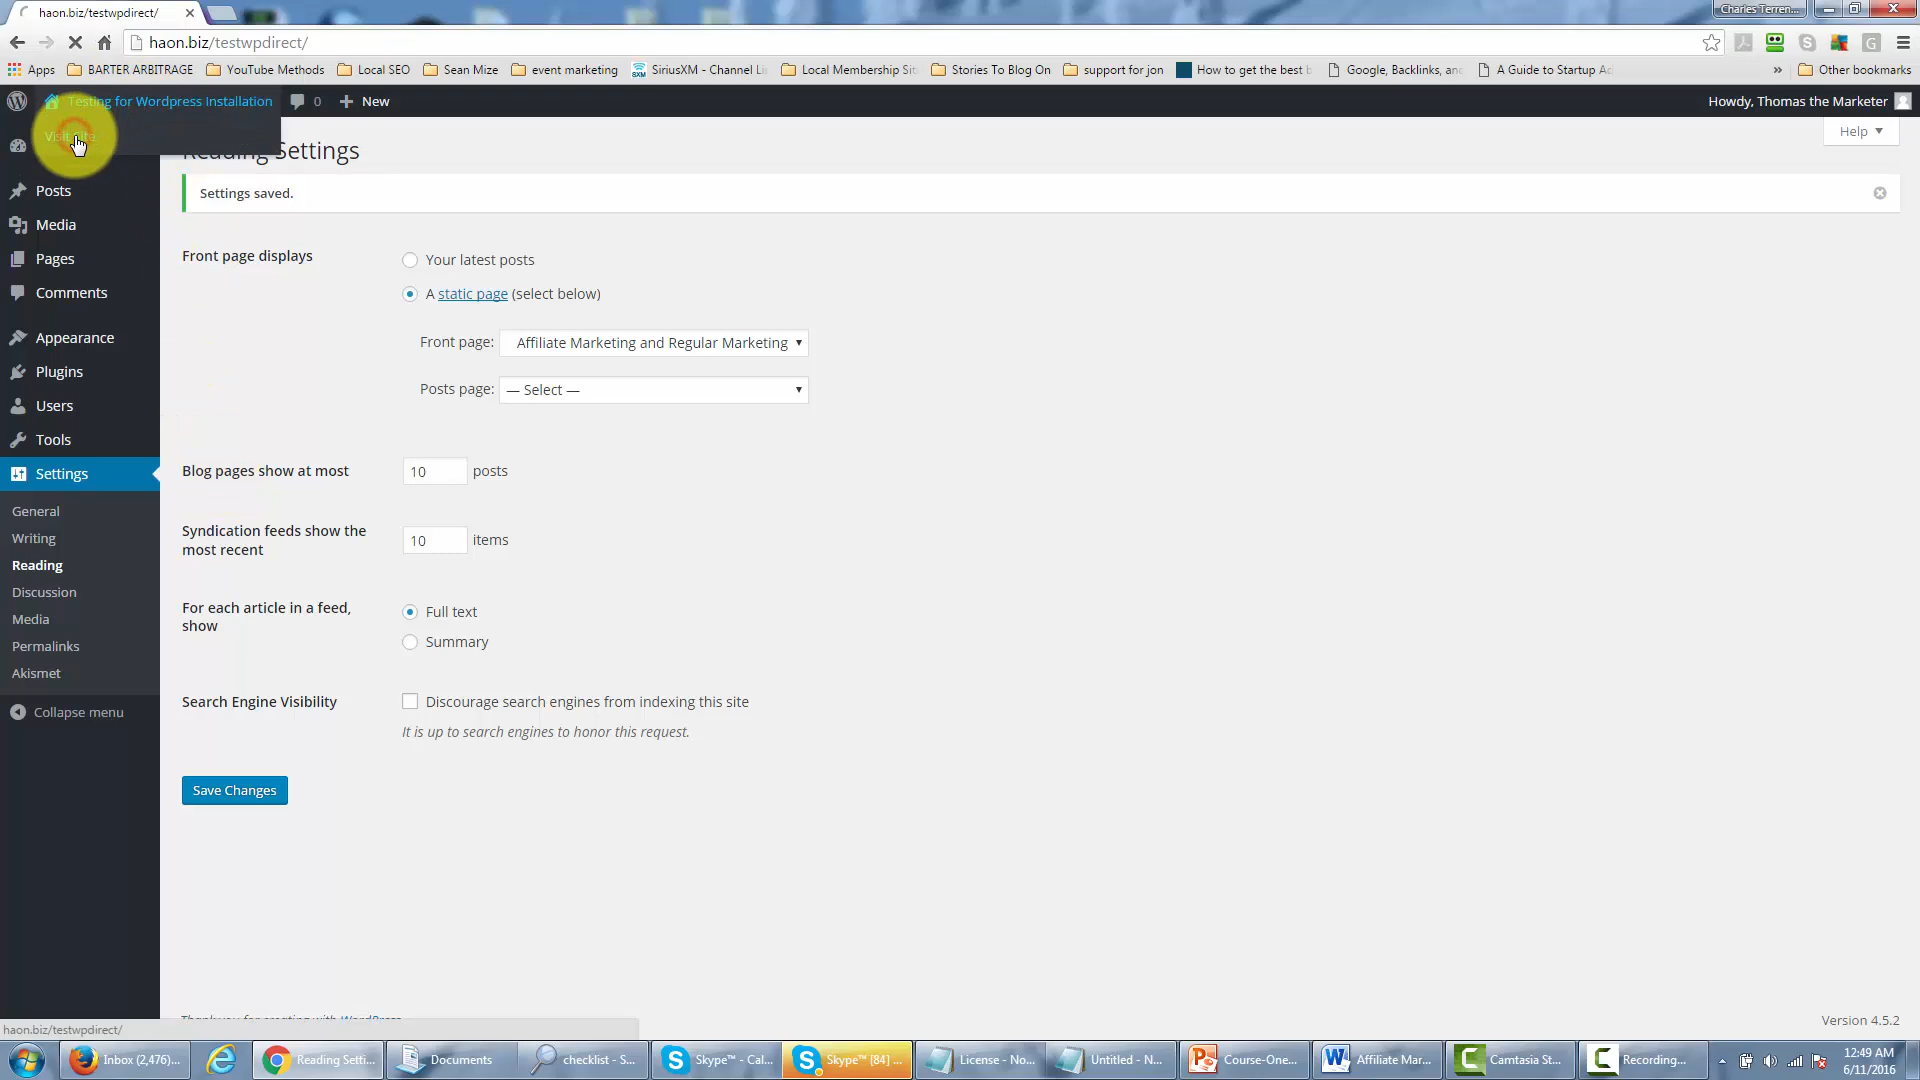 haon.biz/testwpdirect/
Charles Terren...
haon.biz/testwpdirect/
Apps
BARTER ARBITRAGE
YouTube Methods
Local SEO
Sean Mize
event marketing
SiriusXM - Channel Li
Local Membership Sit
Stories To Blog On
support for jon
How to get the best b
Google, Backlinks, an
A Guide to Startup Ad
»
Other bookmarks
Testing for Wordpress Installation
0
New
Howdy, Thomas the Marketer
Visit Site
Reading Settings
Help
Settings saved.
Posts
Media
Pages
Comments
Appearance
Plugins
Users
Tools
Settings
General
Writing
Reading
Discussion
Media
Permalinks
Akismet
Collapse menu
Front page displays
Your latest posts
A static page (select below)
Front page: Affiliate Marketing and Regular Marketing
Posts page: — Select —
Blog pages show at most 10 posts
Syndication feeds show the
most recent
10 items
For each article in a feed,
show
Full text
Summary
Search Engine Visibility
Discourage search engines from indexing this site
It is up to search engines to honor this request.
Save Changes
Thank you for creating with WordPress.
Version 4.5.2
haon.biz/testwpdirect/
Inbox (2,476)...
Reading Setti...
Documents
checklist - S...
Skype™ - Cal...
Skype™ [84] ...
License - No...
Untitled - N...
Course-One...
Affiliate Mar...
Camtasia St...
Recording...
12:49 AM
6/11/2016